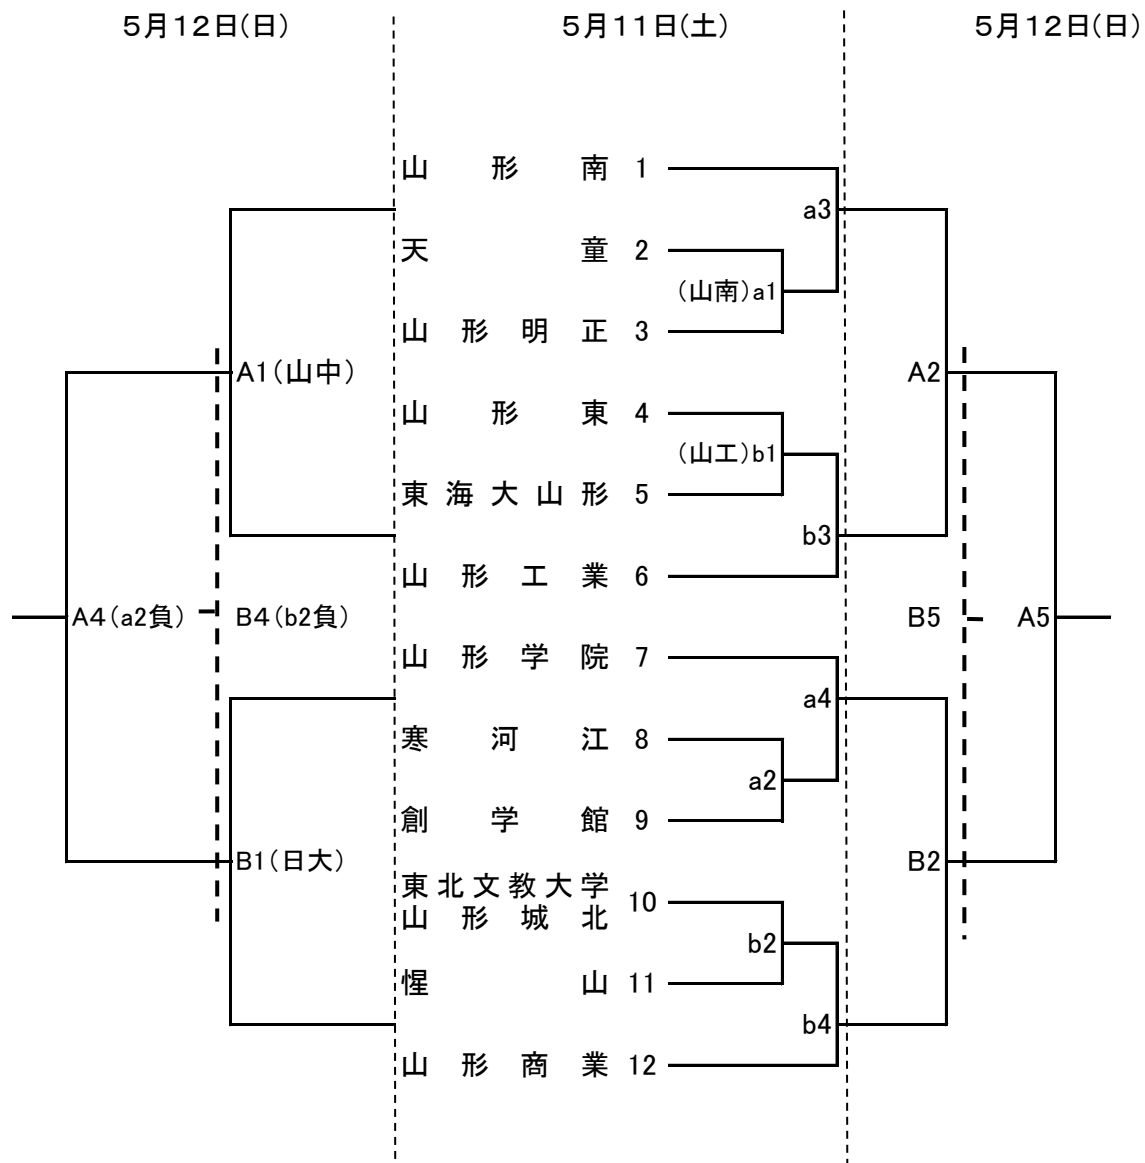 ５月１２日(日) ５月１１日(土) ５月１２日(日)
山形南 1
a3
天童 2
(山南)a1
山形明正 3
A1(山中) A2
山形東 4
(山工)b1
東海大山形 5
b3
山形工業 6
A4(a2負) B4(b2負) B5 A5
山形学院 7
a4
寒河江 8
a2
創学館 9
B1(日大) B2
東北文教大学
山形城北 10
b2
惺山 11
b4
山形商業 12